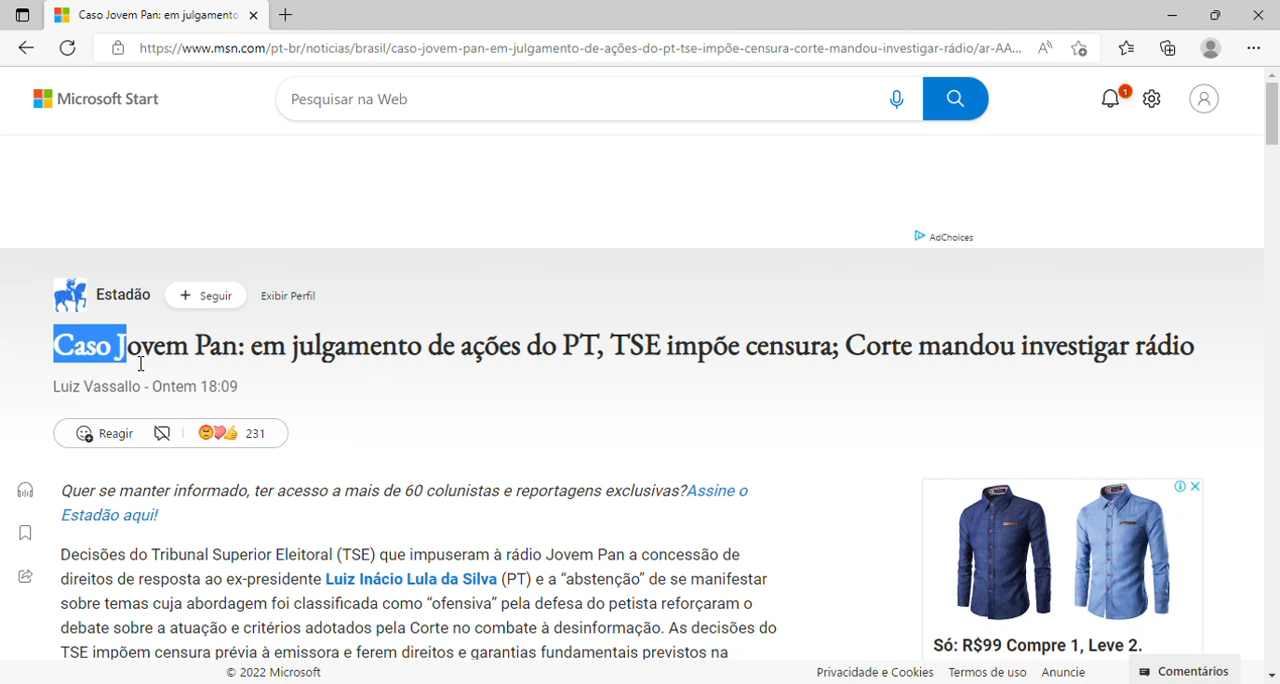 Caso Jovem Pan: em julgamento
https://www.msn.com/pt-br/noticias/brasil/caso-jovem-pan-em-julgamento-de-ações-do-pt-tse-impõe-censura-corte-mandou-investigar-rádio/ar-AA...
Microsoft Start
Pesquisar na Web
1
AdChoices
Estadão
+ Seguir
Exibir Perfil
Caso Jovem Pan: em julgamento de ações do PT, TSE impõe censura; Corte mandou investigar rádio
Luiz Vassallo - Ontem 18:09
Reagir
231
Quer se manter informado, ter acesso a mais de 60 colunistas e reportagens exclusivas?Assine o
Estadão aqui!
Decisões do Tribunal Superior Eleitoral (TSE) que impuseram à rádio Jovem Pan a concessão de
direitos de resposta ao ex-presidente Luiz Inácio Lula da Silva (PT) e a “abstenção” de se manifestar
sobre temas cuja abordagem foi classificada como “ofensiva” pela defesa do petista reforçaram o
debate sobre a atuação e critérios adotados pela Corte no combate à desinformação. As decisões do
TSE impõem censura prévia à emissora e ferem direitos e garantias fundamentais previstos na
Só: R$99 Compre 1, Leve 2.
© 2022 Microsoft
Privacidade e Cookies
Termos de uso
Anuncie
Comentários